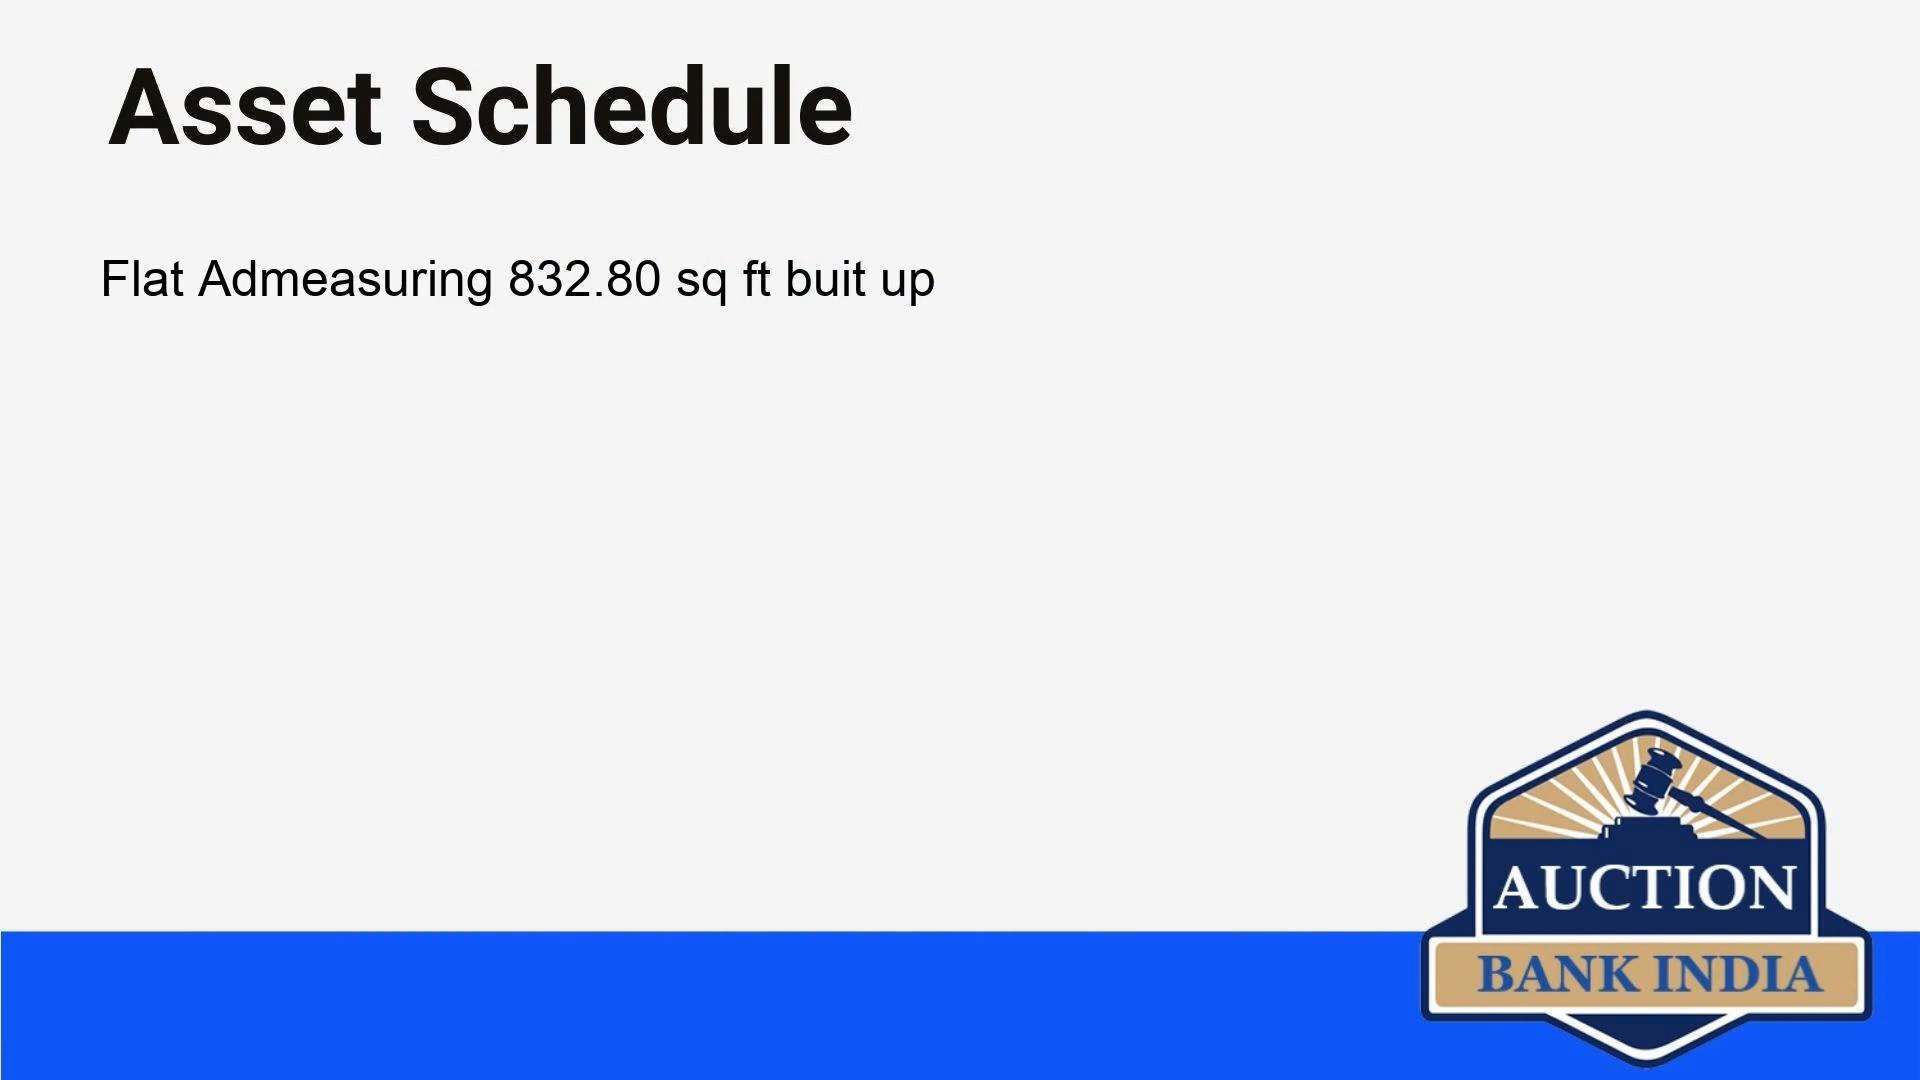 Asset Schedule
Flat Admeasuring 832.80 sq ft buit up
AUCTION
BANK INDIA